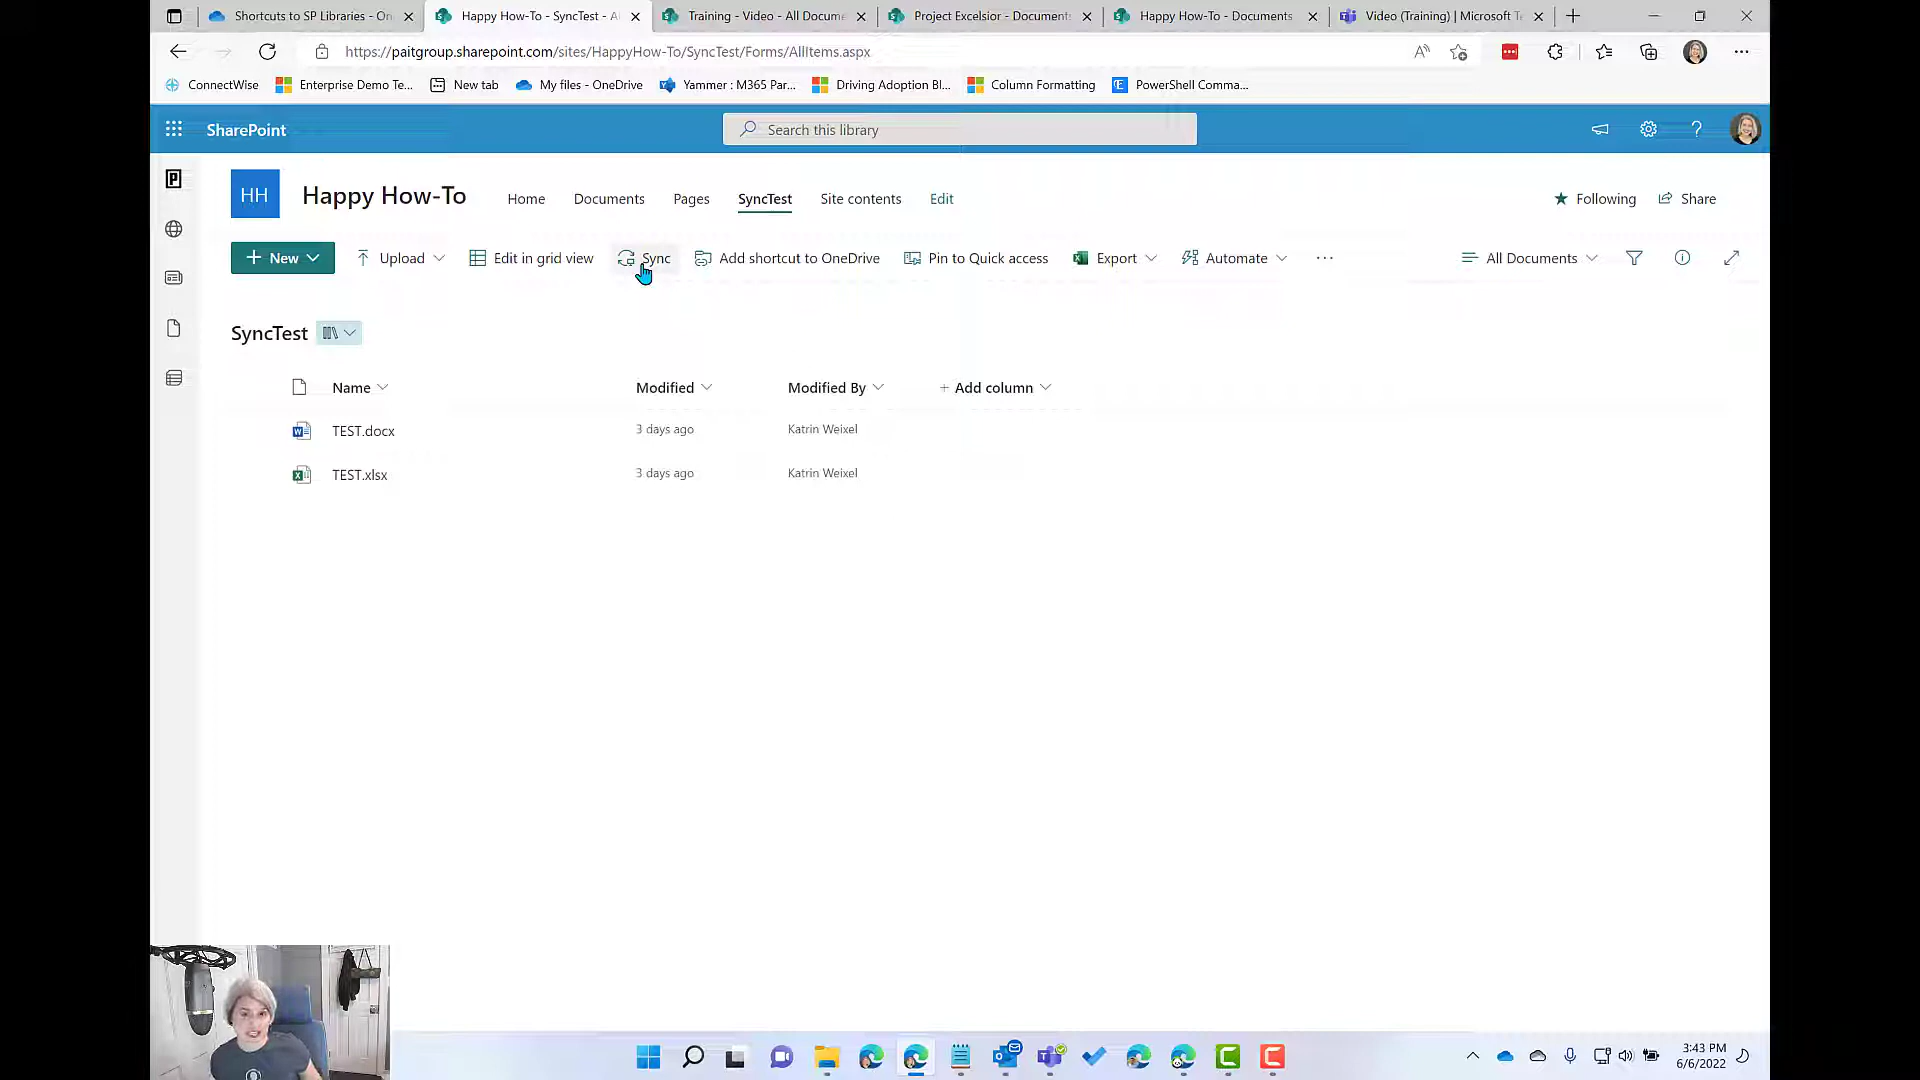 Shortcuts to SP Libraries - On
Happy How-To - SyncTest - Al
Training - Video - All Docume
Project Excelsior - Documents
Happy How-To - Documents
Video (Training) | Microsoft Te
https://paitgroup.sharepoint.com/sites/HappyHow-To/SyncTest/Forms/AllItems.aspx
ConnectWise
Enterprise Demo Te...
New tab
My files - OneDrive
Yammer : M365 Par...
Driving Adoption Bl...
Column Formatting
PowerShell Comma...
SharePoint
Search this library
HH
Happy How-To
Home
Documents
Pages
SyncTest
Site contents
Edit
Following
Share
New
Upload
Edit in grid view
Sync
Add shortcut to OneDrive
Pin to Quick access
Export
Automate
All Documents
SyncTest
Name
Modified
Modified By
Add column
TEST.docx
3 days ago
Katrin Weixel
TEST.xlsx
3 days ago
Katrin Weixel
3:43 PM
6/6/2022